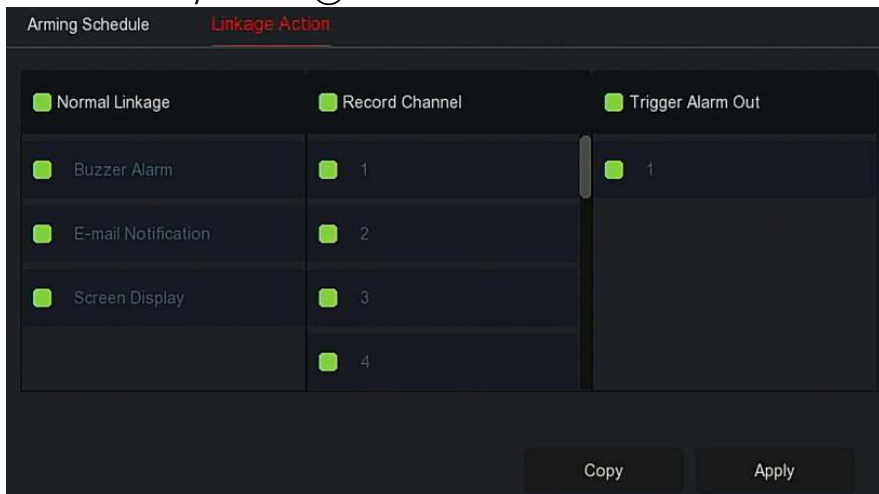 Arming Schedule Linkage Action
Normal Linkage Record Channel Trigger Alarm Out
Buzzer Alarm 1 1
E-mail Notification 2
Screen Display 3
4
Copy Apply